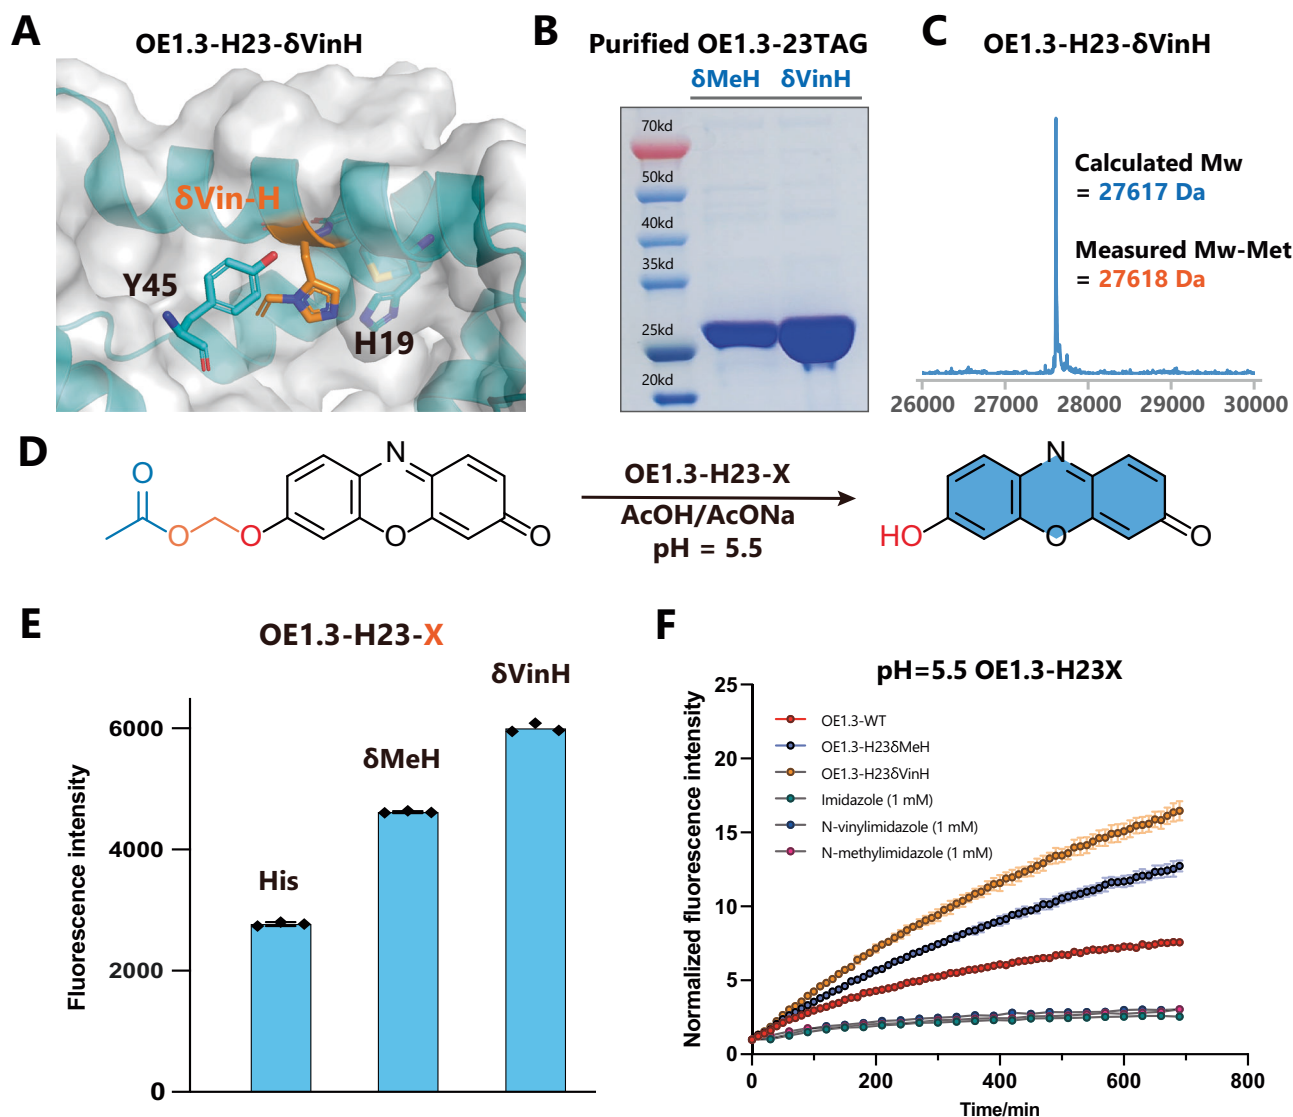 A
OE1.3-H23-δVinH
δVin-H
Y45
H19
B
Purified OE1.3-23TAG
δMeH δVinH
70kd
50kd
40kd
35kd
25kd
20kd
C
OE1.3-H23-δVinH
Calculated Mw
= 27617 Da
Measured Mw-Met
= 27618 Da
26000 27000 28000 29000 30000
D
O
O
O
N
O
O
OE1.3-H23-X
AcOH/AcONa
pH = 5.5
HO
N
O
O
E
OE1.3-H23-X
Fluorescence intensity
6000
4000
2000
0
His
δMeH
δVinH
F
pH=5.5 OE1.3-H23X
Normalized fluorescence intensity
25
20
15
10
5
0
OE1.3-WT
OE1.3-H23δMeH
OE1.3-H23δVinH
Imidazole (1 mM)
N-vinylimidazole (1 mM)
N-methylimidazole (1 mM)
0 200 400 600 800
Time/min